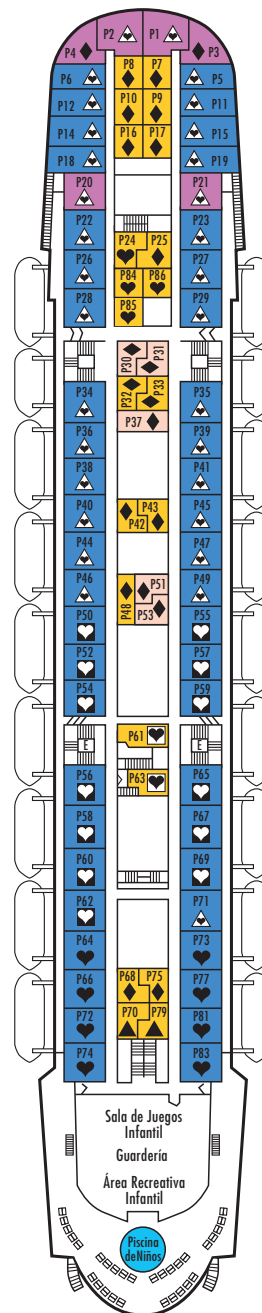 P4 P2 P1 P3
P6 P8 P7 P5
P12 P10 P9 P11
P14 P16 P17 P15
P18 P19
P20 P21
P22 P24 P25 P23
P26 P84 P86 P27
P28 P85 P29
P30 P31
P34 P32 P33 P35
P36 P37 P39
P38 P41
P40 P42 P43 P45
P44 P47
P46 P48 P51 P49
P50 P53 P55
P52 P57
P54 P59
E P61 E
P56 P63 P65
P58 P67
P60 P69
P62 P71
P64 P73
P66 P68 P75 P77
P72 P70 P79 P81
P74 P83
Sala de Juegos
Infantil
Guardería
Área Recreativa
Infantil
Piscina
de Niños